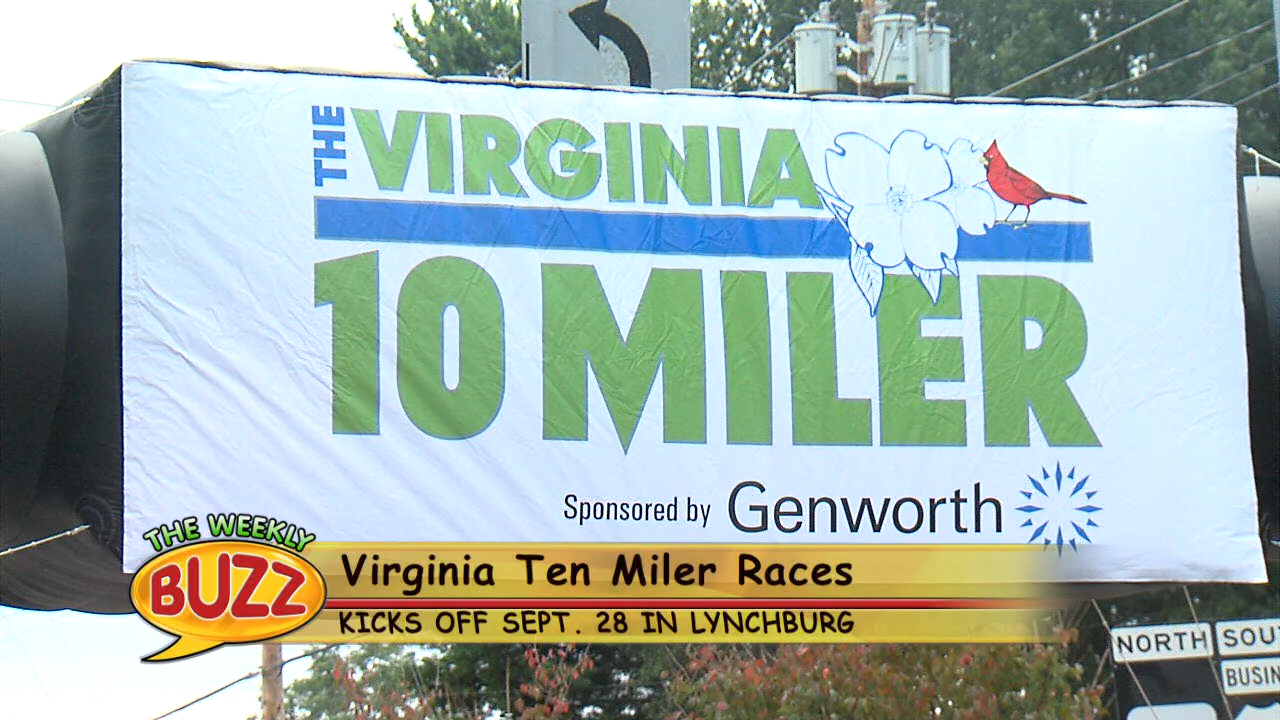 THE VIRGINIA
10 MILER
Sponsored by Genworth
THE WEEKLY
BUZZ
Virginia Ten Miler Races
KICKS OFF SEPT. 28 IN LYNCHBURG
NORTH